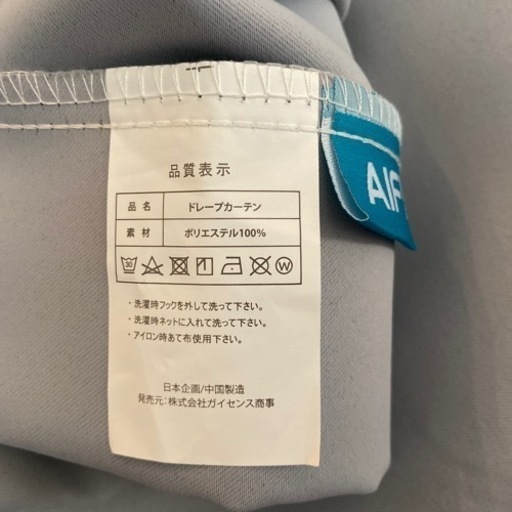 品質表示
品名 ドレープカーテン
素材 ポリエステル100%
30 W
・洗濯時フックを外して洗って下さい。
・洗濯時ネットに入れて洗って下さい。
・アイロン時あて布使用下さい。
日本企画/中国製造
発売元：株式会社ガイセンス商事